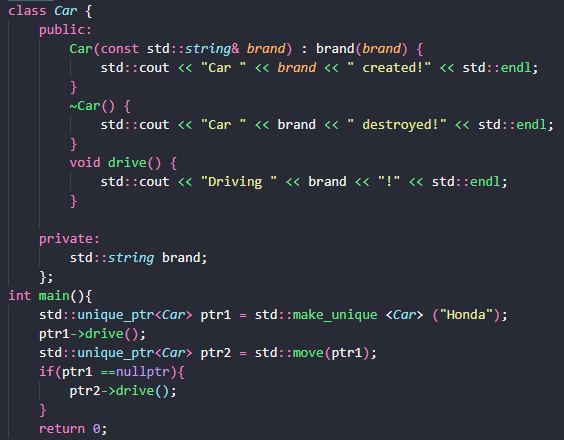 class Car {
    public:
        Car(const std::string& brand) : brand(brand) {
            std::cout << "Car " << brand << " created!" << std::endl;
        }
        ~Car() {
            std::cout << "Car " << brand << " destroyed!" << std::endl;
        }
        void drive() {
            std::cout << "Driving " << brand << "!" << std::endl;
        }

    private:
        std::string brand;
    };
int main(){
    std::unique_ptr<Car> ptr1 = std::make_unique <Car> ("Honda");
    ptr1->drive();
    std::unique_ptr<Car> ptr2 = std::move(ptr1);
    if(ptr1 ==nullptr){
        ptr2->drive();
    }
    return 0;